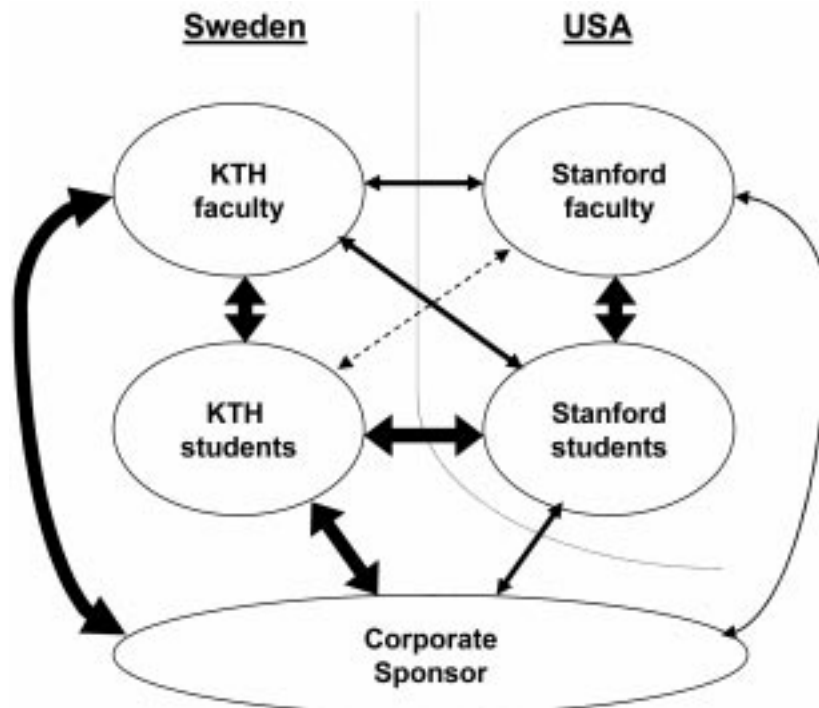 Sweden
USA
KTH
faculty
Stanford
faculty
KTH
students
Stanford
students
Corporate
Sponsor